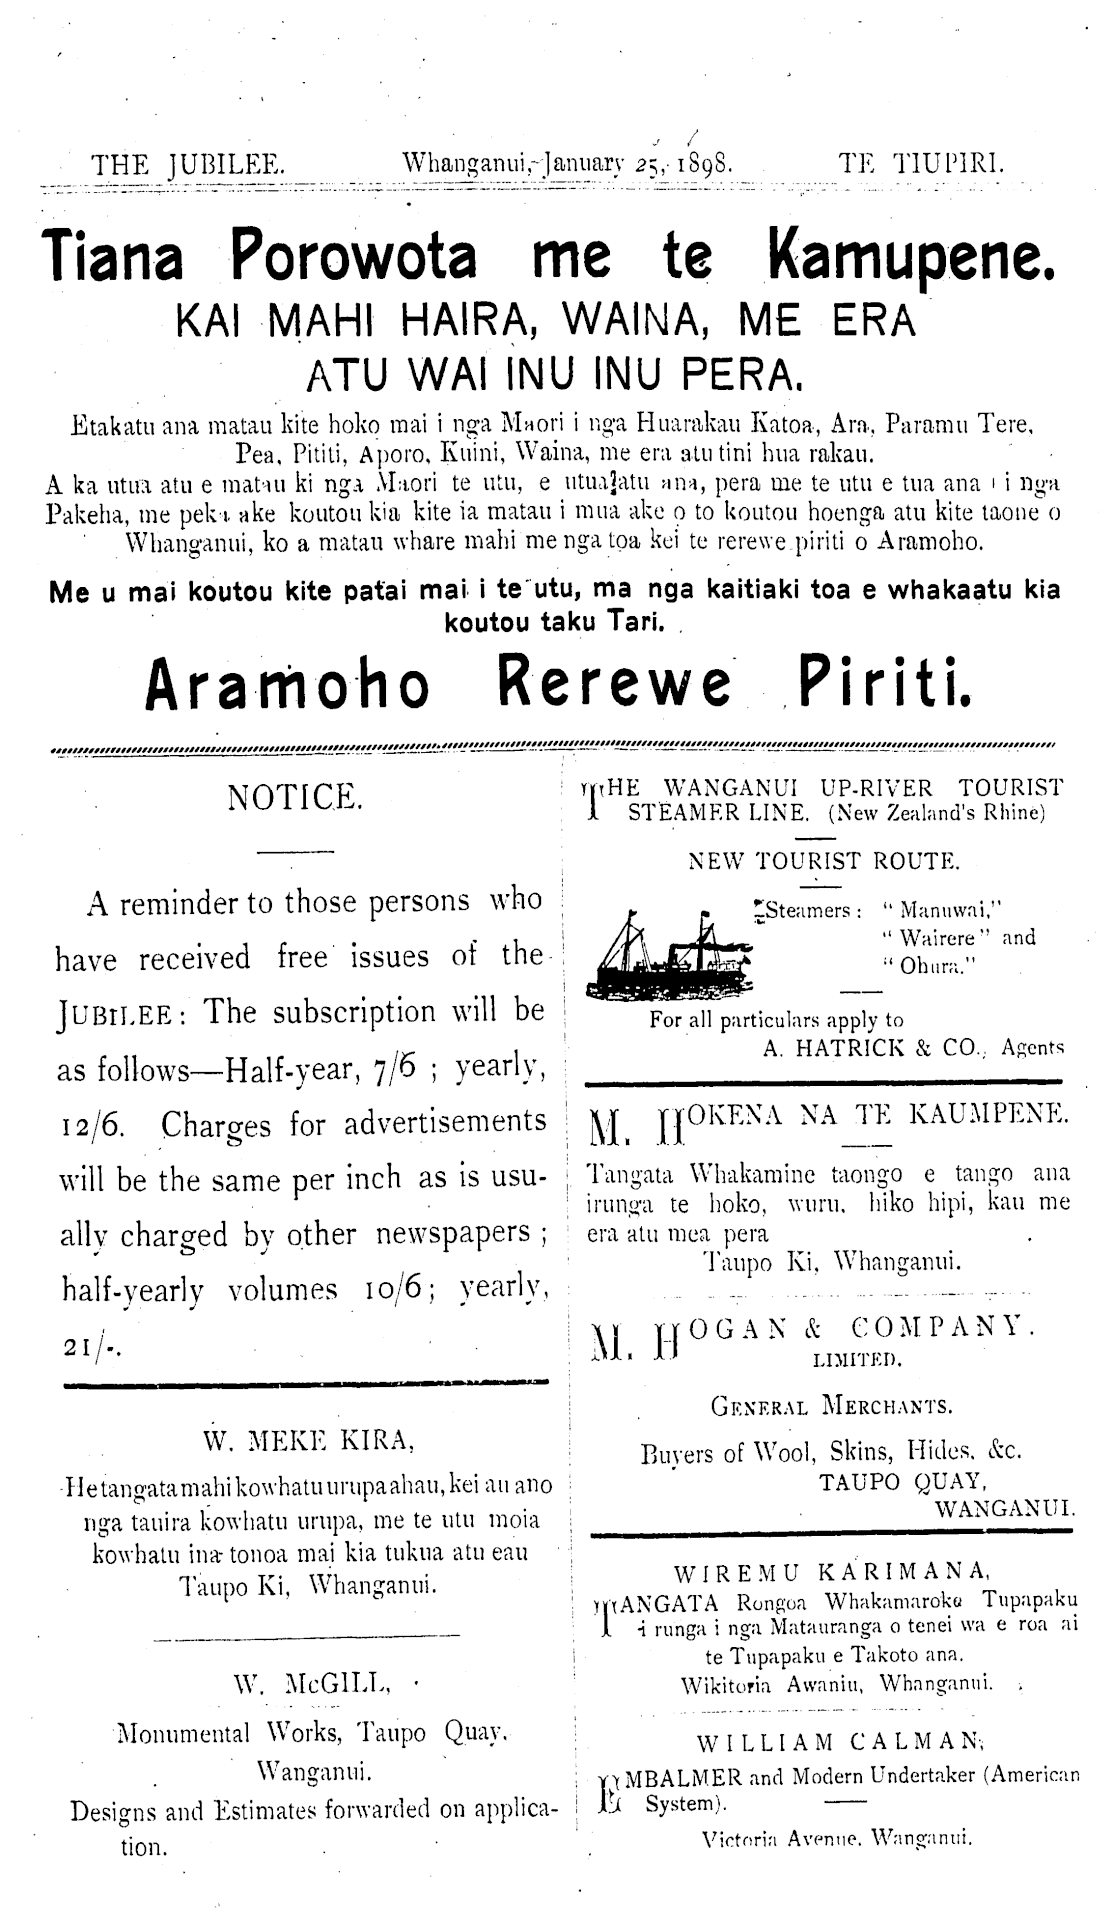 THE JUBILEE. Whanganui, January 25, 1898. TE TIUPIRI.
Tiana Porowota me te Kamupene.
KAI MAHI HAIRA, WAINA, ME ERA
ATU WAI INU INU PERA.
Etakatu ana matau kite hoko mai i nga Maori i nga Huarakau Katoa, Ara, Paramu Tere,
Pea, Pititi, Aporo, Kuini, Waina, me era atu tini hua rakau.
A ka utua atu e matau ki nga Maori te utu, e utua atu ana, pera me te utu e tua ana i i nga
Pakeha, me peka ake koutou kia kite ia matau i mua ake o to koutou hoenga atu kite taone o
Whanganui, ko a matau whare mahi me nga toa kei te rerewe piriti o Aramoho.
Me u mai koutou kite patai mai i te utu, ma nga kaitiaki toa e whakaatu kia
koutou taku Tari.
Aramoho Rerewe Piriti.
NOTICE.
A reminder to those persons who
have received free issues of the
JUBILEE: The subscription will be
as follows—Half-year, 7/6 ; yearly,
12/6. Charges for advertisements
will be the same per inch as is usu-
ally charged by other newspapers ;
half-yearly volumes 10/6; yearly,
21/-.
W. MEKE KIRA,
He tangata mahi kowhatu urupa ahau, kei au ano
nga tauira kowhatu urupa, me te utu moia
kowhatu ina tonoa mai kia tukua atu eau
Taupo Ki, Whanganui.
W. McGILL,
Monumental Works, Taupo Quay,
Wanganui.
Designs and Estimates forwarded on applica-
tion.
THE WANGANUI UP-RIVER TOURIST
STEAMER LINE. (New Zealand's Rhine)
NEW TOURIST ROUTE.
Steamers: " Manuwai,"
" Wairere " and
" Ohura."
For all particulars apply to
A. HATRICK & CO., Agents
M. HOKENA NA TE KAUMPENE.
Tangata Whakamine taongo e tango ana
irunga te hoko, wuru, hiko hipi, kau me
era atu mea pera
Taupo Ki, Whanganui.
M. HOGAN & COMPANY.
LIMITED.
GENERAL MERCHANTS.
Buyers of Wool, Skins, Hides, &c.
TAUPO QUAY,
WANGANUI.
WIREMU KARIMANA,
TANGATA Rongoa Whakamaroke Tupapaku
i runga i nga Matauranga o tenei wa e roa ai
te Tupapaku e Takoto ana.
Wikitoria Awaniu, Whanganui.
WILLIAM CALMAN,
EMBALMER and Modern Undertaker (American
System).
Victoria Avenue, Wanganui.